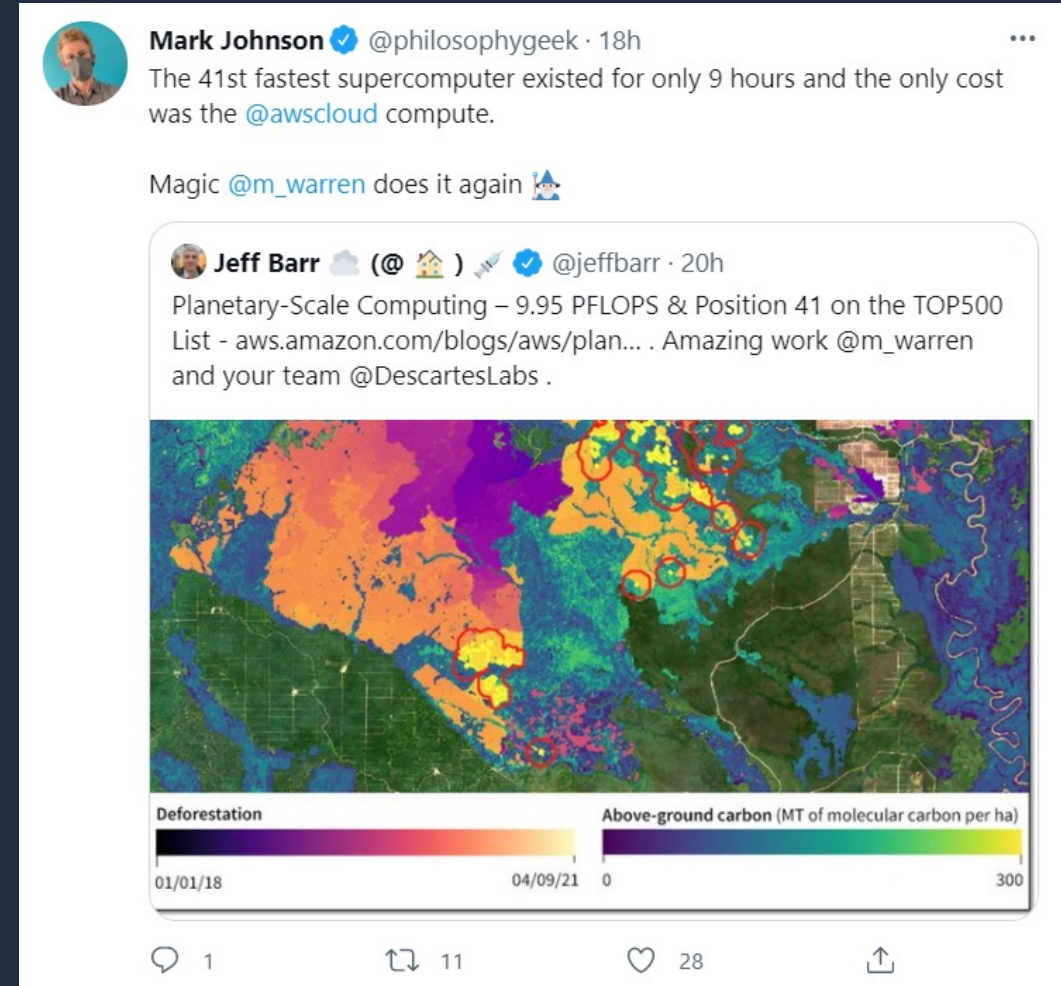 Mark Johnson @philosophygeek · 18h
The 41st fastest supercomputer existed for only 9 hours and the only cost
was the @awscloud compute.
Magic @m_warren does it again 🧙‍♂️
Jeff Barr ☁️ (@ 🏠 ) 💉 @jeffbarr · 20h
Planetary-Scale Computing – 9.95 PFLOPS & Position 41 on the TOP500
List - aws.amazon.com/blogs/aws/plan... . Amazing work @m_warren
and your team @DescartesLabs .
Deforestation
01/01/18 04/09/21
Above-ground carbon (MT of molecular carbon per ha)
0 300
1 11 28